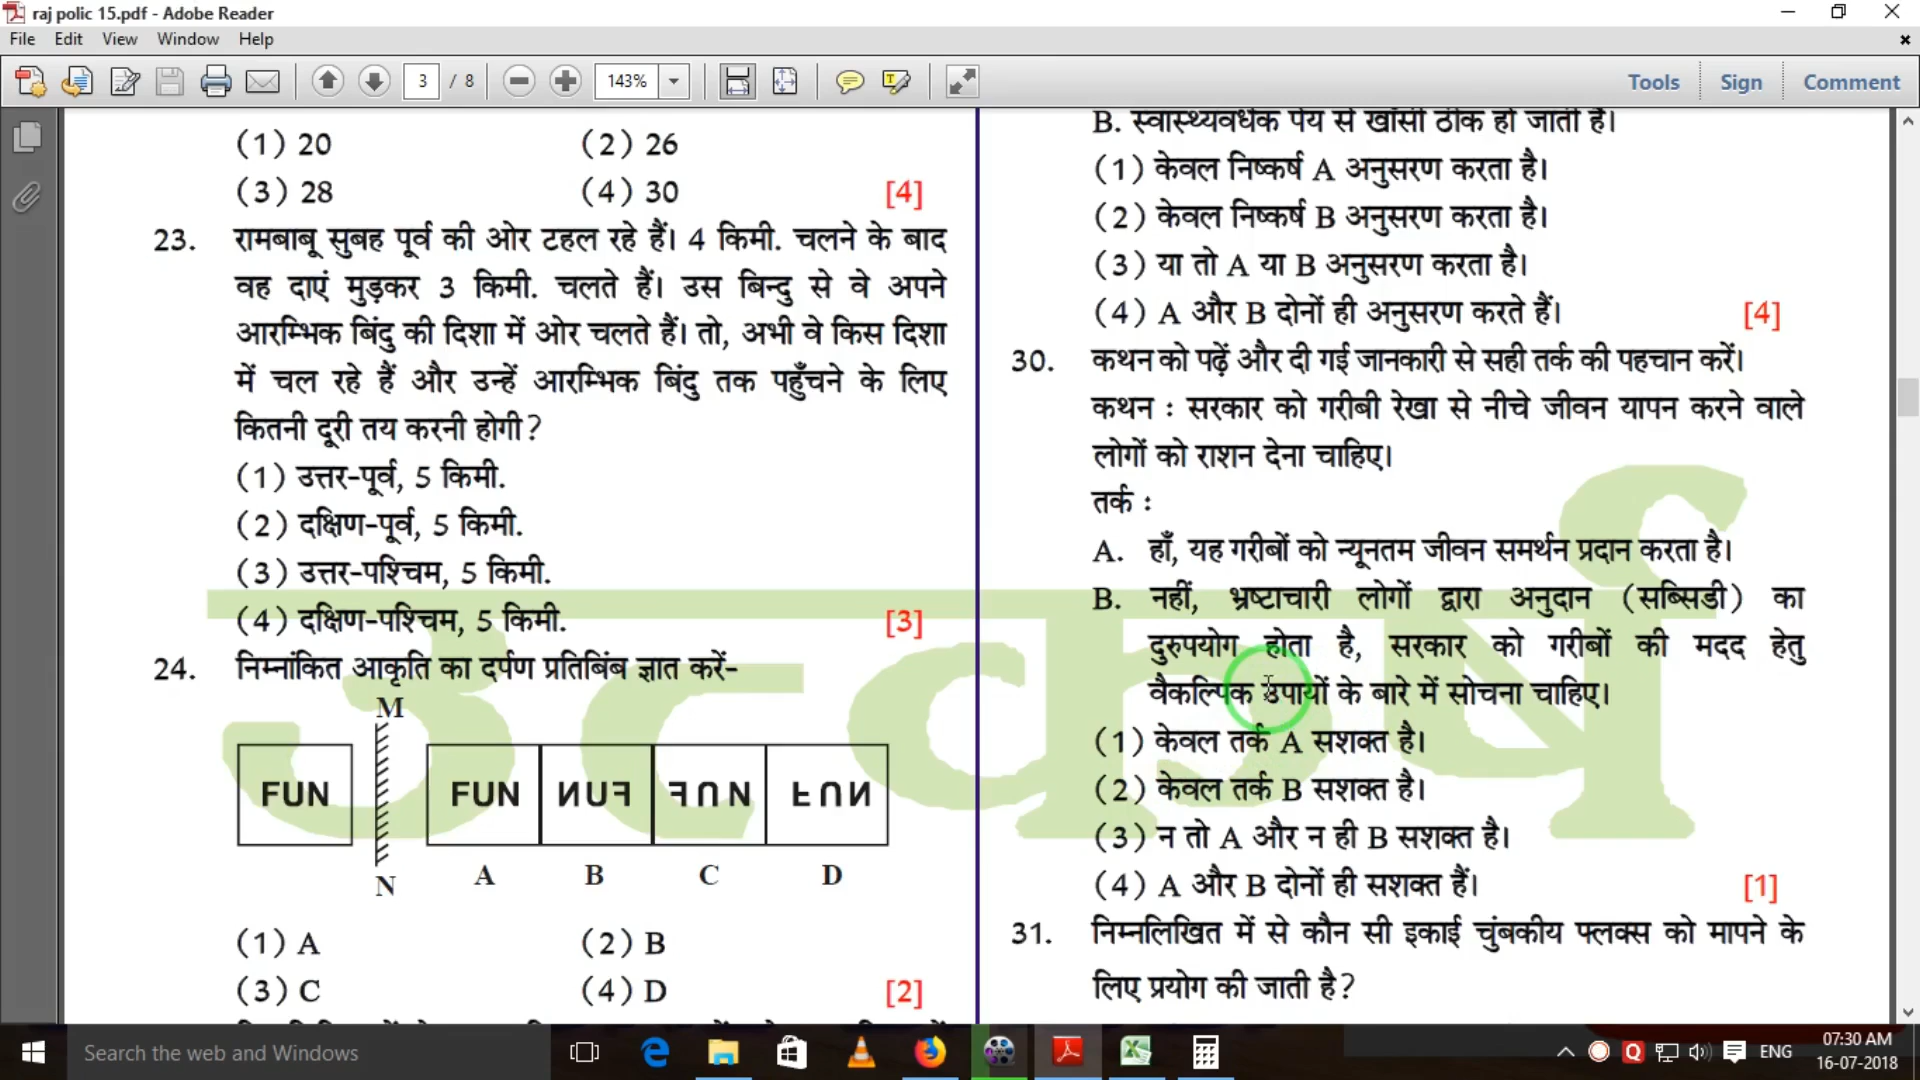 raj polic 15.pdf - Adobe Reader
File Edit View Window Help
3 / 8 143% Tools Sign Comment
(1) 20 (2) 26
(3) 28 (4) 30 [4]
23. रामबाबू सुबह पूर्व की ओर टहल रहे हैं। 4 किमी. चलने के बाद
वह दाएं मुड़कर 3 किमी. चलते हैं। उस बिन्दु से वे अपने
आरम्भिक बिंदु की दिशा में ओर चलते हैं। तो, अभी वे किस दिशा
में चल रहे हैं और उन्हें आरम्भिक बिंदु तक पहुँचने के लिए
कितनी दूरी तय करनी होगी?
(1) उत्तर-पूर्व, 5 किमी.
(2) दक्षिण-पूर्व, 5 किमी.
(3) उत्तर-पश्चिम, 5 किमी.
(4) दक्षिण-पश्चिम, 5 किमी. [3]
24. निम्नांकित आकृति का दर्पण प्रतिबिंब ज्ञात करें-
M
FUN FUN
N A B C D
(1) A (2) B
(3) C (4) D [2]
B. स्वास्थ्यवर्धक पेय से खाँसी ठीक हो जाती है।
(1) केवल निष्कर्ष A अनुसरण करता है।
(2) केवल निष्कर्ष B अनुसरण करता है।
(3) या तो A या B अनुसरण करता है।
(4) A और B दोनों ही अनुसरण करते हैं। [4]
30. कथन को पढ़ें और दी गई जानकारी से सही तर्क की पहचान करें।
कथन : सरकार को गरीबी रेखा से नीचे जीवन यापन करने वाले
लोगों को राशन देना चाहिए।
तर्क :
A. हाँ, यह गरीबों को न्यूनतम जीवन समर्थन प्रदान करता है।
B. नहीं, भ्रष्टाचारी लोगों द्वारा अनुदान (सब्सिडी) का
दुरुपयोग होता है, सरकार को गरीबों की मदद हेतु
वैकल्पिक उपायों के बारे में सोचना चाहिए।
(1) केवल तर्क A सशक्त है।
(2) केवल तर्क B सशक्त है।
(3) न तो A और न ही B सशक्त है।
(4) A और B दोनों ही सशक्त हैं। [1]
31. निम्नलिखित में से कौन सी इकाई चुंबकीय फ्लक्स को मापने के
लिए प्रयोग की जाती है?
उत्कर्ष
Search the web and Windows
ENG
07:30 AM
16-07-2018